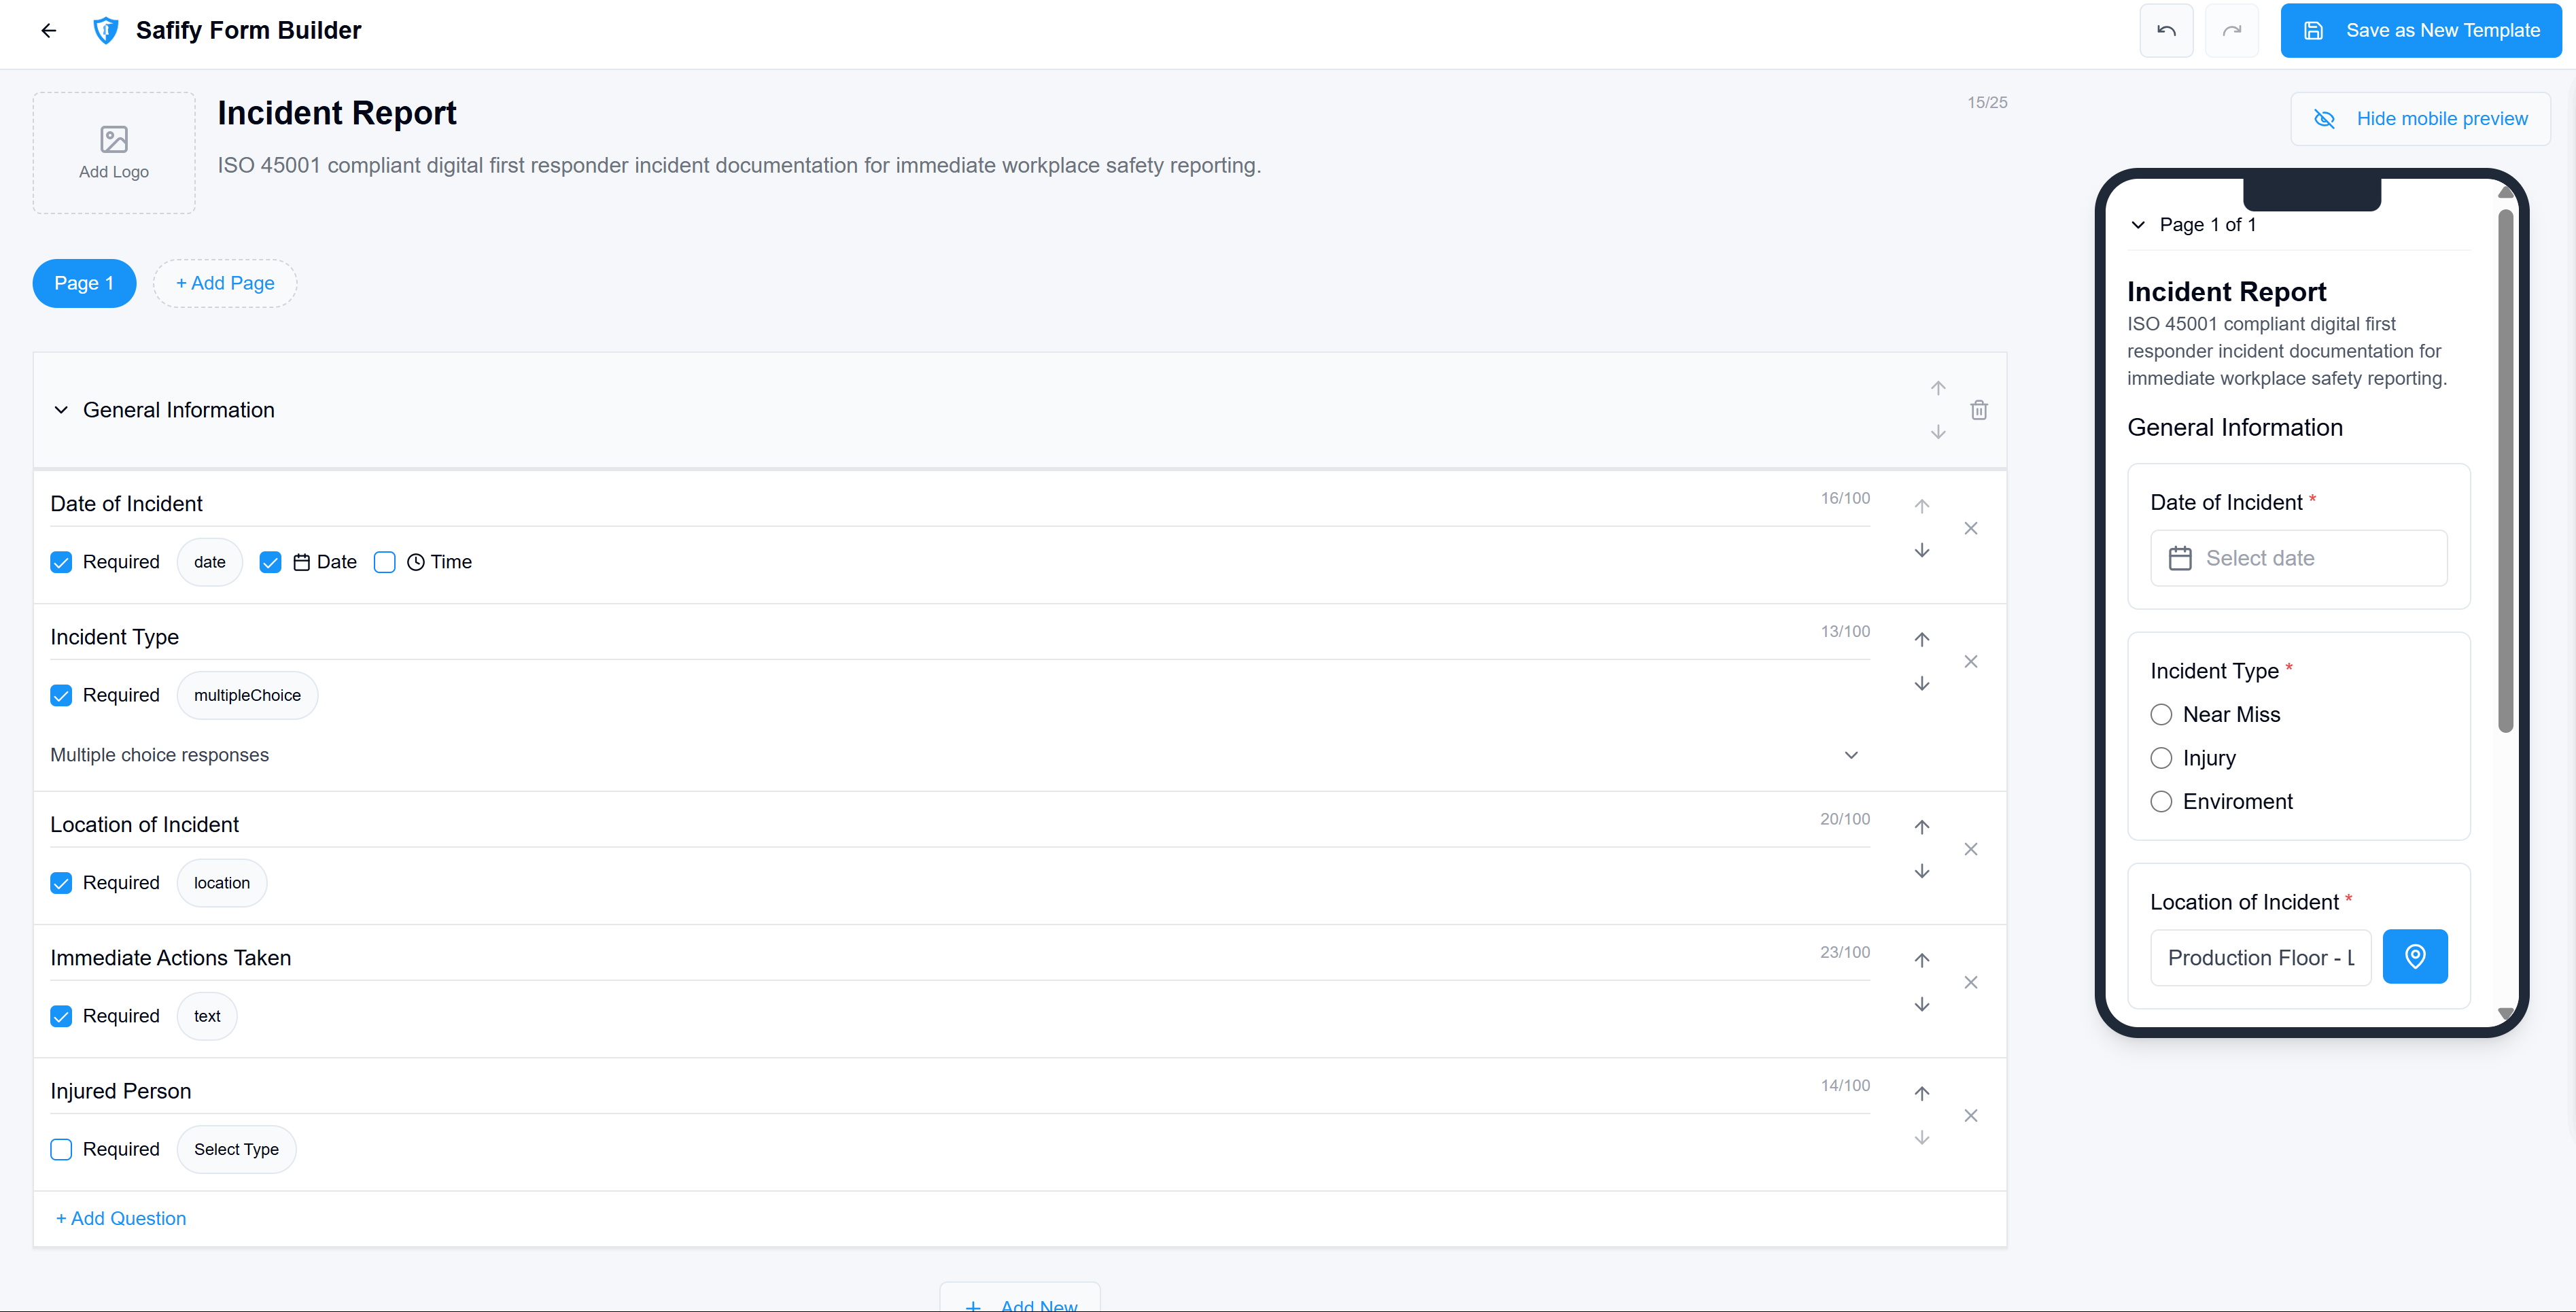 Safify Form Builder
Save as New Template
Add Logo
Incident Report
15/25
ISO 45001 compliant digital first responder incident documentation for immediate workplace safety reporting.
Hide mobile preview
Page 1
+ Add Page
General Information
Date of Incident
16/100
Required
date
Date
Time
Incident Type
13/100
Required
multipleChoice
Multiple choice responses
Location of Incident
20/100
Required
location
Immediate Actions Taken
23/100
Required
text
Injured Person
14/100
Required
Select Type
+ Add Question
Add New
Page 1 of 1
Incident Report
ISO 45001 compliant digital first
responder incident documentation for
immediate workplace safety reporting.
General Information
Date of Incident *
Select date
Incident Type *
Near Miss
Injury
Enviroment
Location of Incident *
Production Floor - L